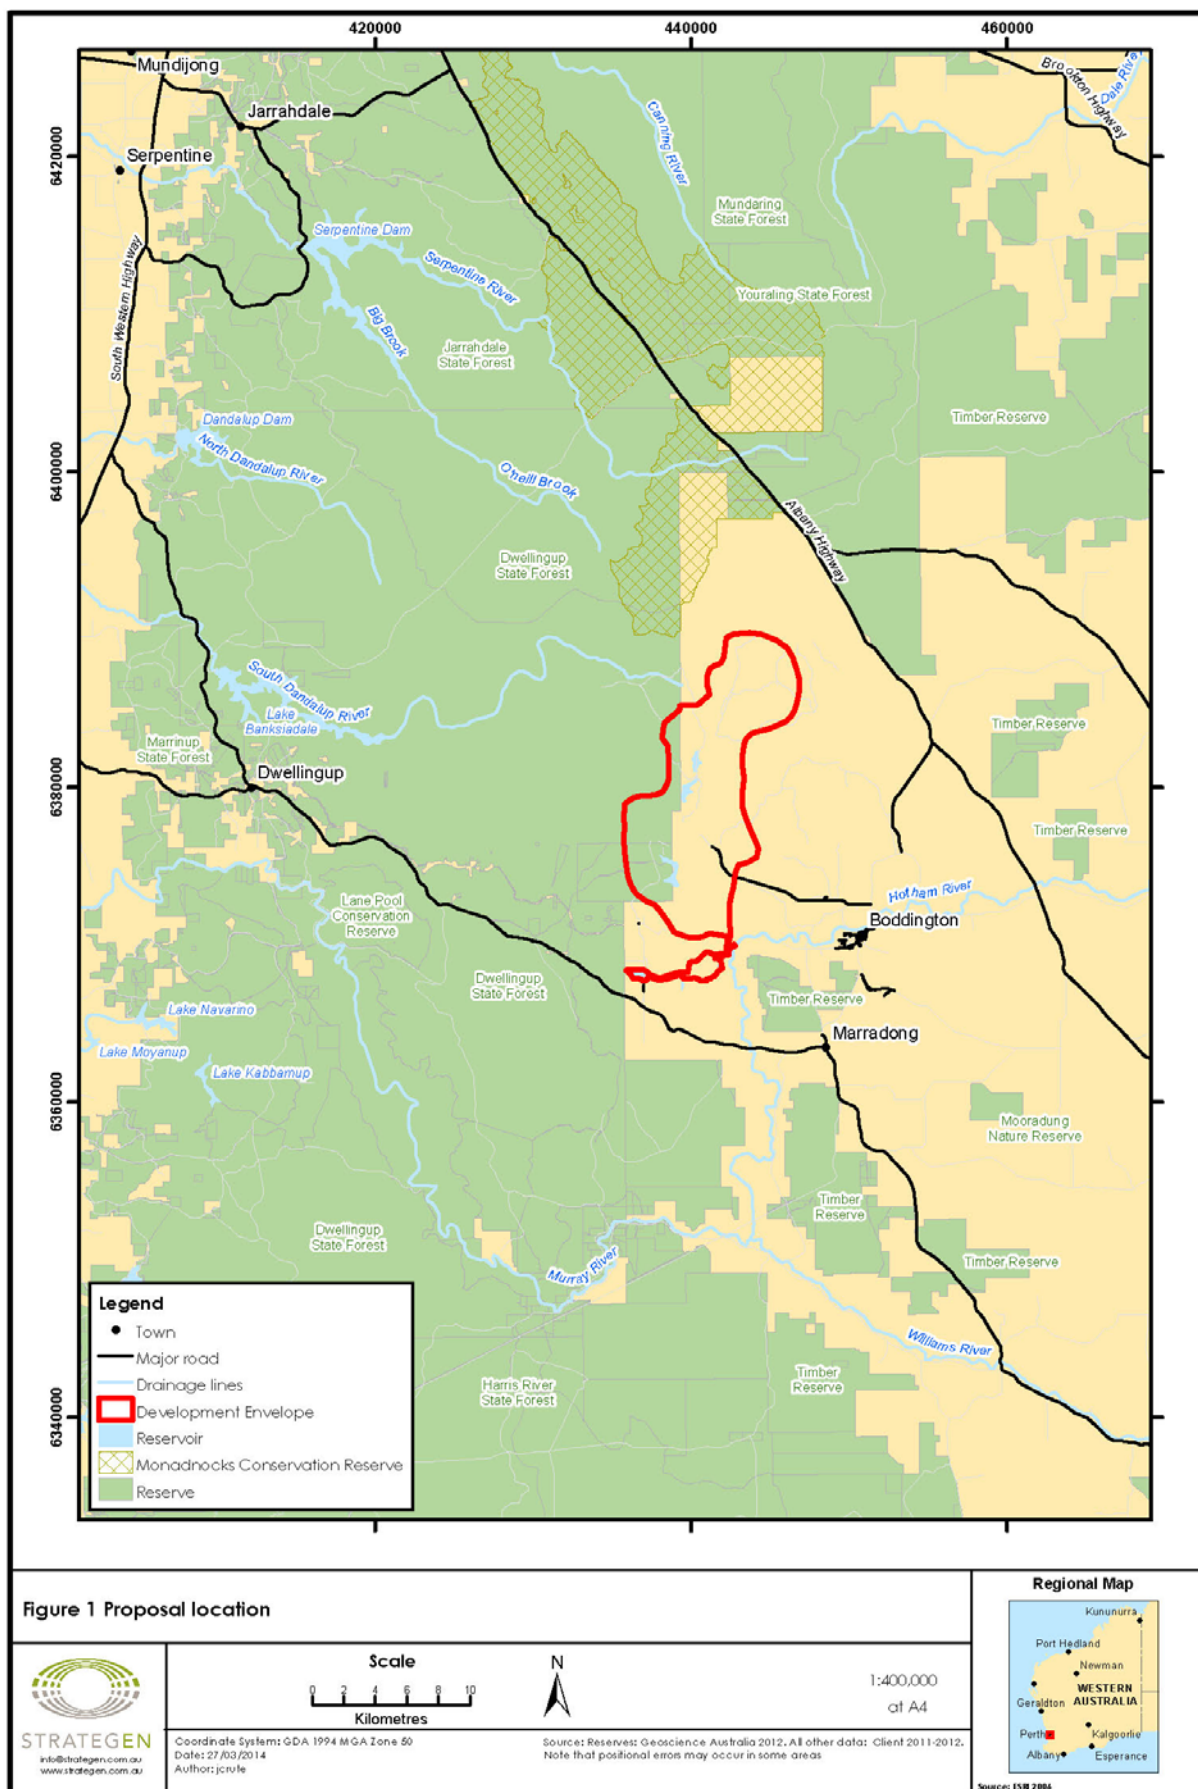 420000
440000
460000
Mundijong
Jarrahdale
Serpentine
6420000
Brookton Highway
Dale River
Canning River
Mundaring
State Forest
Serpentine Dam
Serpentine River
South Western Highway
Big Brook
Youraling State Forest
Jarrahdale
State Forest
Dandalup Dam
North Dandalup River
Timber Reserve
6400000
O'neill Brook
Albany Highway
Dwellingup
State Forest
South Dandalup River
Lake
Banksiadale
Marrinup
State Forest
Timber Reserve
Dwellingup
6380000
Timber Reserve
Lane Pool
Conservation
Reserve
Hotham River
Boddington
Dwellingup
State Forest
Timber Reserve
Lake Navarino
Marradong
Lake Moyanup
Lake Kabbamup
6360000
Mooradung
Nature Reserve
Timber
Reserve
Dwellingup
State Forest
Timber Reserve
Murray River
Williams River
Harris River
State Forest
Timber
Reserve
6340000
Legend
Town
Major road
Drainage lines
Development Envelope
Reservoir
Monadnocks Conservation Reserve
Reserve
Figure 1 Proposal location
STRATEGEN
info@strategen.com.au
www.strategen.com.au
Scale
0 2 4 6 8 10
Kilometres
N
1:400,000
at A4
Coordinate System: GDA 1994 MGA Zone 50
Date: 27/03/2014
Author: jcrute
Source: Reserves: Geoscience Australia 2012. All other data: Client 2011-2012.
Note that positional errors may occur in some areas
Regional Map
Kununurra
Port Hedland
Newman
WESTERN
AUSTRALIA
Geraldton
Perth
Kalgoorlie
Albany
Esperance
Source: ESRI 2006